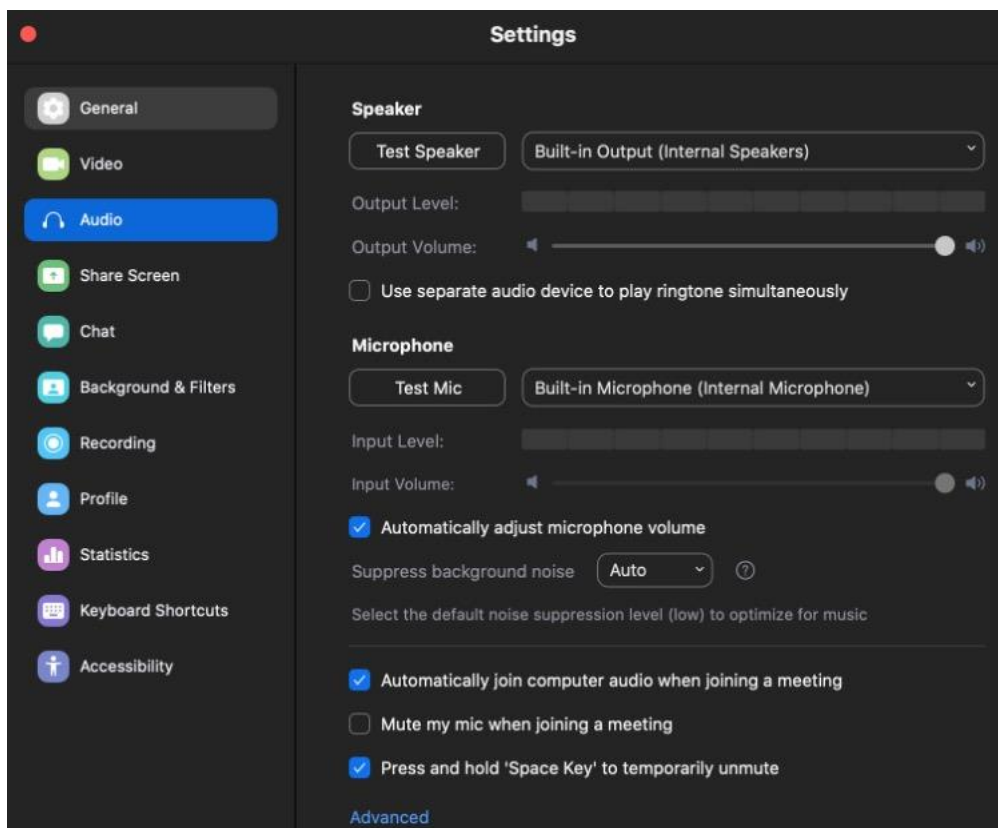 Settings
General
Video
Audio
Share Screen
Chat
Background & Filters
Recording
Profile
Statistics
Keyboard Shortcuts
Accessibility
Speaker
Test Speaker Built-in Output (Internal Speakers)
Output Level:
Output Volume:
Use separate audio device to play ringtone simultaneously
Microphone
Test Mic Built-in Microphone (Internal Microphone)
Input Level:
Input Volume:
Automatically adjust microphone volume
Suppress background noise Auto ?
Select the default noise suppression level (low) to optimize for music
Automatically join computer audio when joining a meeting
Mute my mic when joining a meeting
Press and hold 'Space Key' to temporarily unmute
Advanced